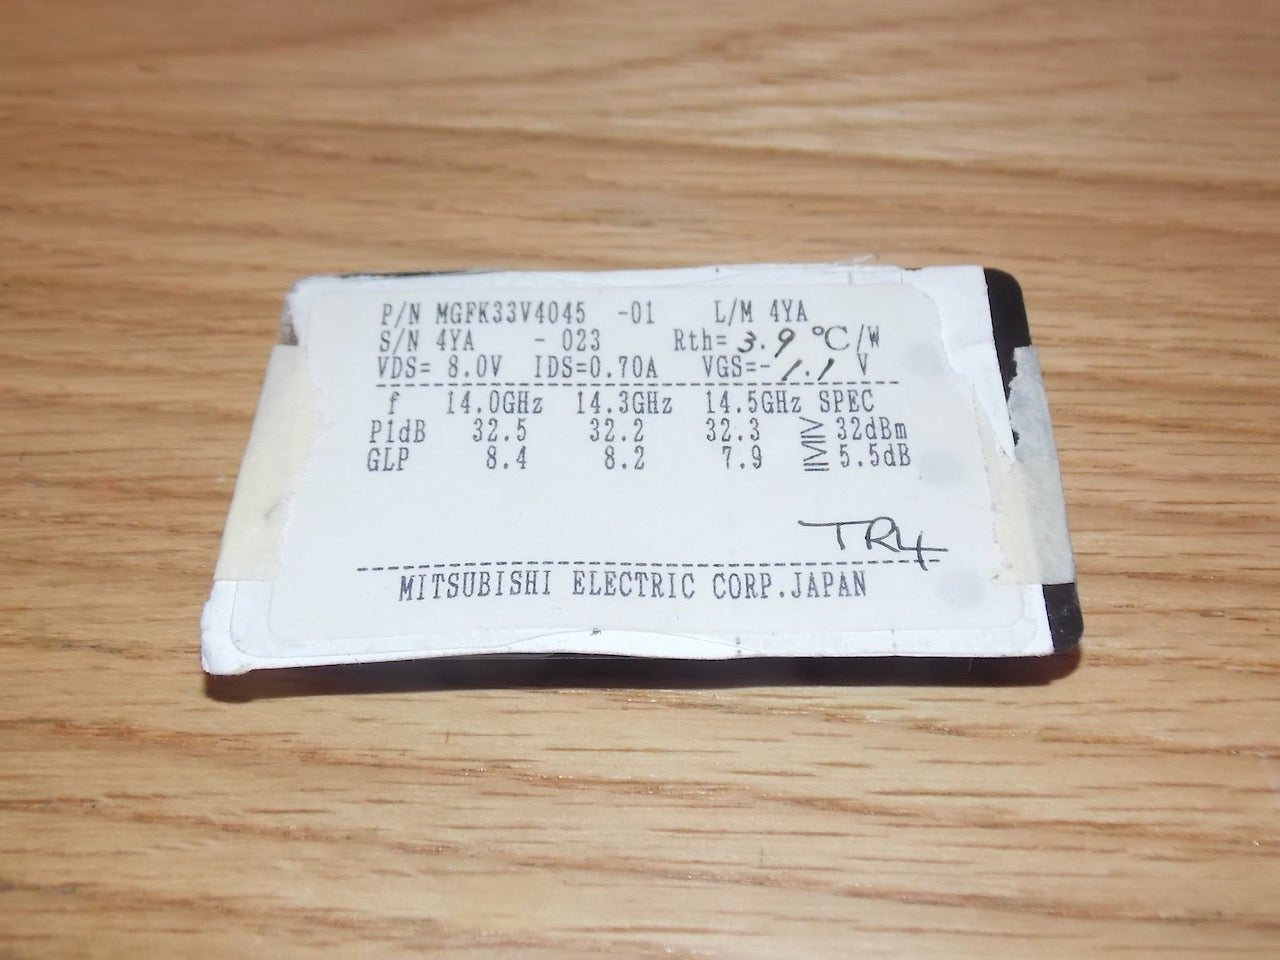 P/N MGFK33V4045 -01 L/M 4YA
S/N 4YA - 023 Rth= 3.9 ℃/W
VDS= 8.0V IDS=0.70A VGS=-1.1 V
f 14.0GHz 14.3GHz 14.5GHz SPEC
P1dB 32.5 32.2 32.3 ≧ 32dBm
GLP 8.4 8.2 7.9 ≧ 5.5dB
TR4
MITSUBISHI ELECTRIC CORP.JAPAN